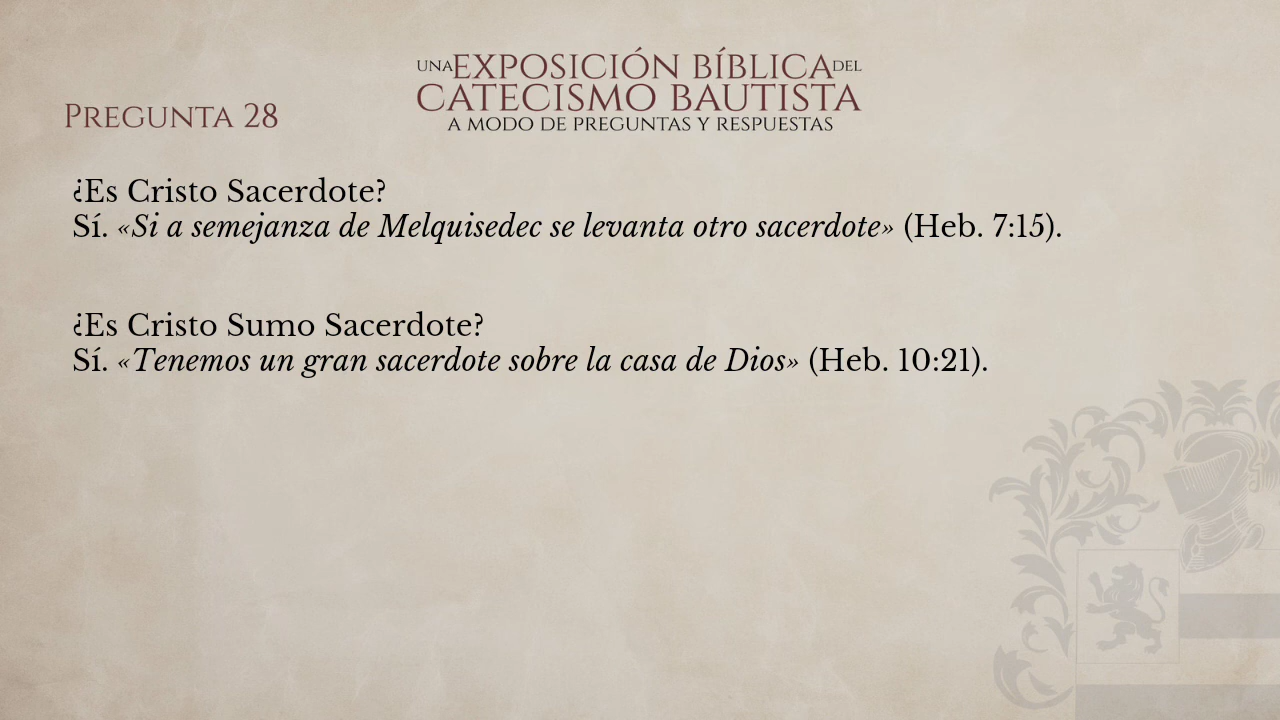 UNA EXPOSICIÓN BÍBLICA DEL
CATECISMO BAUTISTA
A MODO DE PREGUNTAS Y RESPUESTAS
PREGUNTA 28
¿Es Cristo Sacerdote?
Sí. «Si a semejanza de Melquisedec se levanta otro sacerdote» (Heb. 7:15).
¿Es Cristo Sumo Sacerdote?
Sí. «Tenemos un gran sacerdote sobre la casa de Dios» (Heb. 10:21).